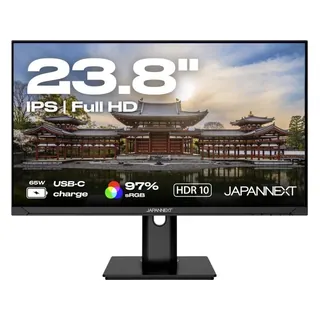 23.8"
IPS | Full HD
65W
USB-C
charge
97%
sRGB
HDR 10
JAPANNEXT
JAPANNEXT